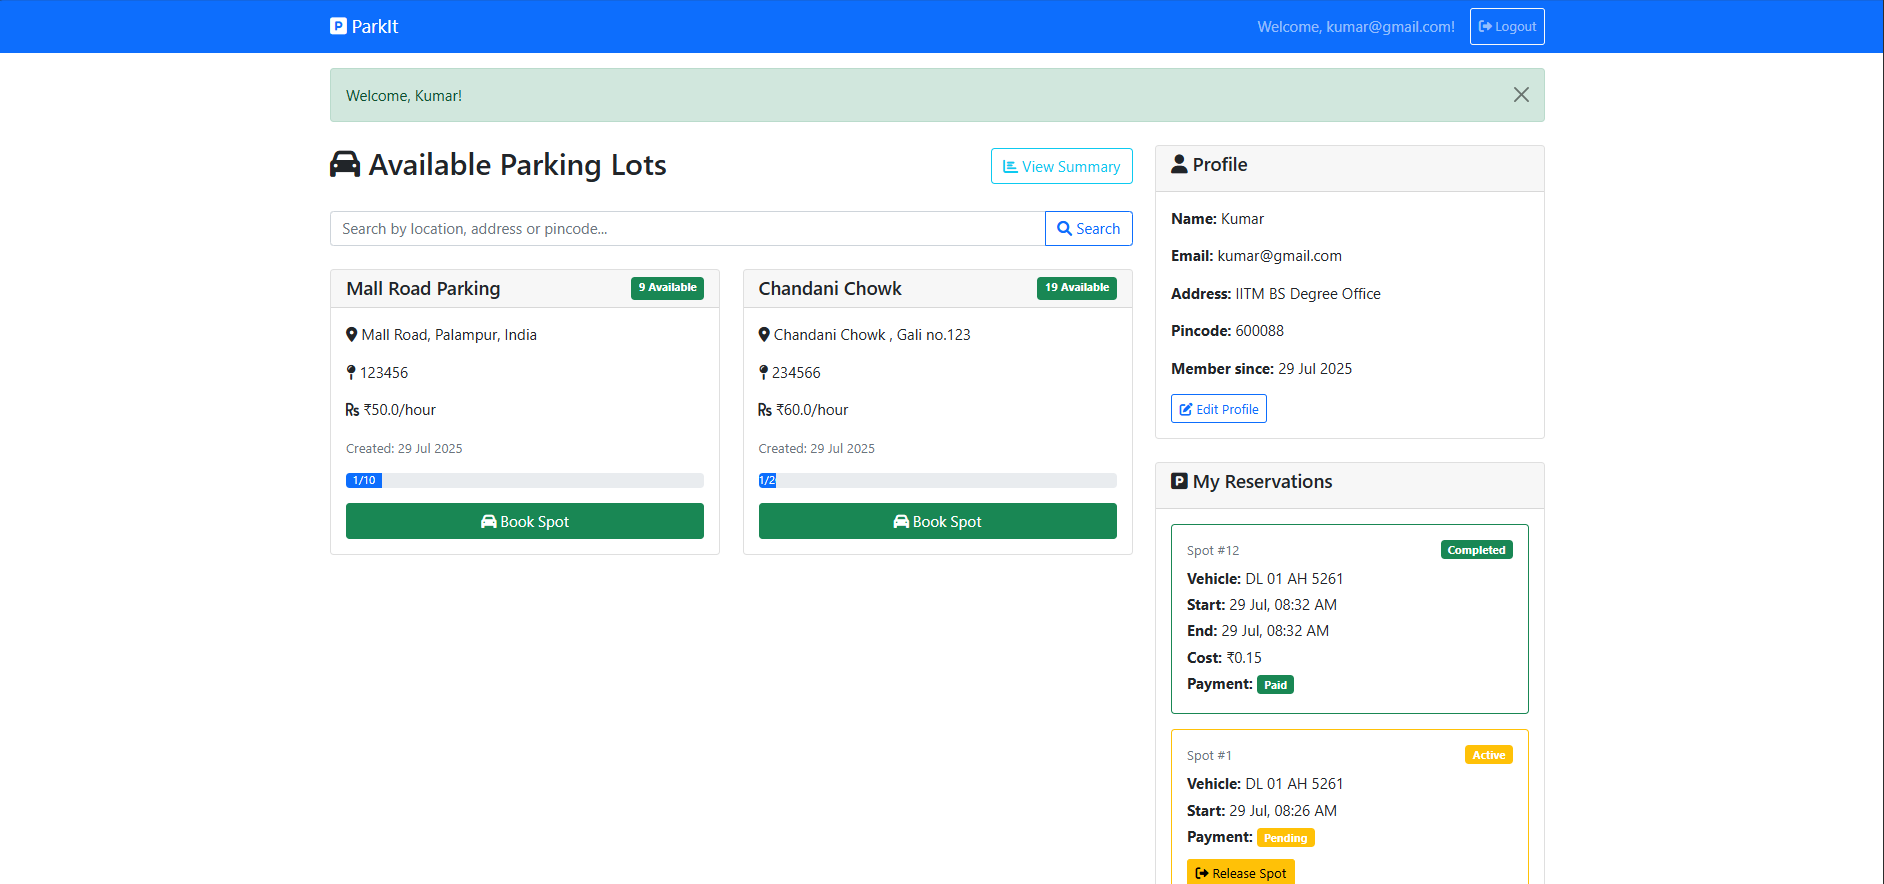 ParkIt
Welcome, kumar@gmail.com!
Logout
Welcome, Kumar!
Available Parking Lots
View Summary
Search by location, address or pincode...
Search
Mall Road Parking
9 Available
Mall Road, Palampur, India
123456
Rs ₹50.0/hour
Created: 29 Jul 2025
1/10
Book Spot
Chandani Chowk
19 Available
Chandani Chowk , Gali no.123
234566
Rs ₹60.0/hour
Created: 29 Jul 2025
Book Spot
Profile
Name: Kumar
Email: kumar@gmail.com
Address: IITM BS Degree Office
Pincode: 600088
Member since: 29 Jul 2025
Edit Profile
My Reservations
Spot #12
Completed
Vehicle: DL 01 AH 5261
Start: 29 Jul, 08:32 AM
End: 29 Jul, 08:32 AM
Cost: ₹0.15
Payment: Paid
Spot #1
Active
Vehicle: DL 01 AH 5261
Start: 29 Jul, 08:26 AM
Payment: Pending
Release Spot